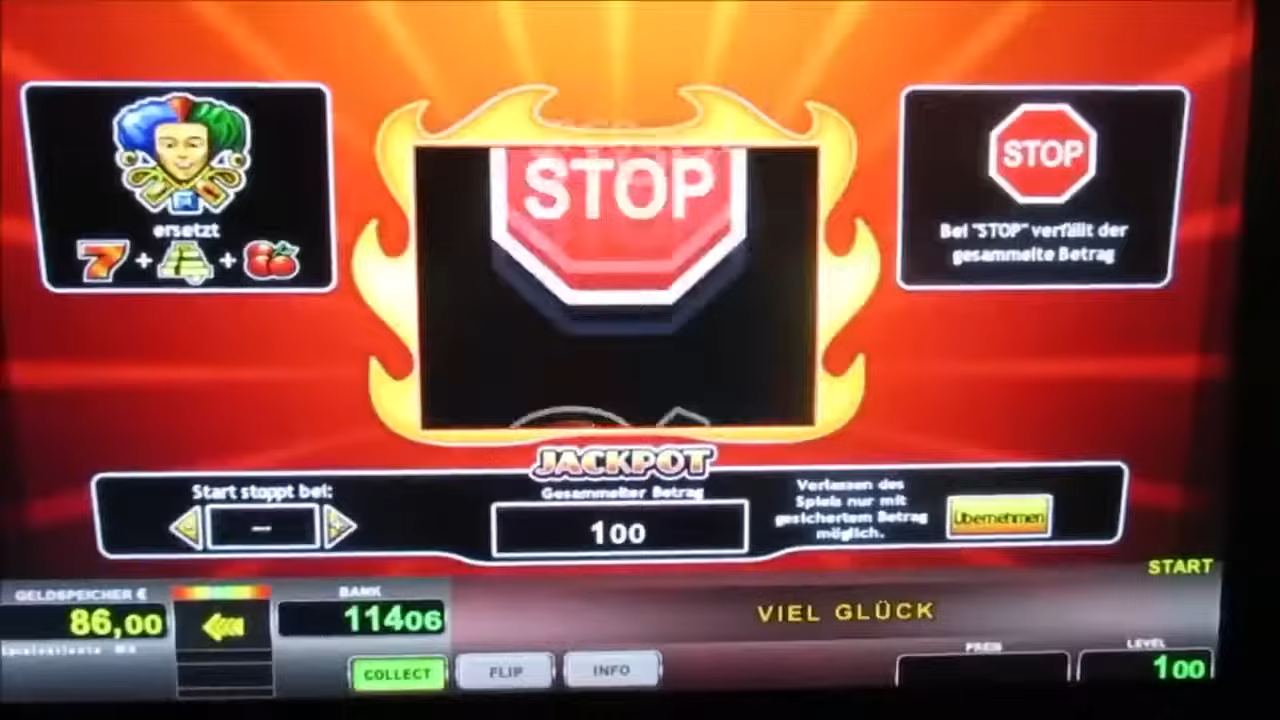 STOP
STOP
ersetzt
7 + +
Bei "STOP" verfällt der
gesammelte Betrag
JACKPOT
Start stoppt bei:
Gesammelter Betrag
100
Verlassen des
Spiels nur mit
gesichertem Betrag
möglich.
Übernehmen
START
GELDSPEICHER €
86,00
BANK
11406
VIEL GLÜCK
COLLECT
FLIP
INFO
LEVEL
100